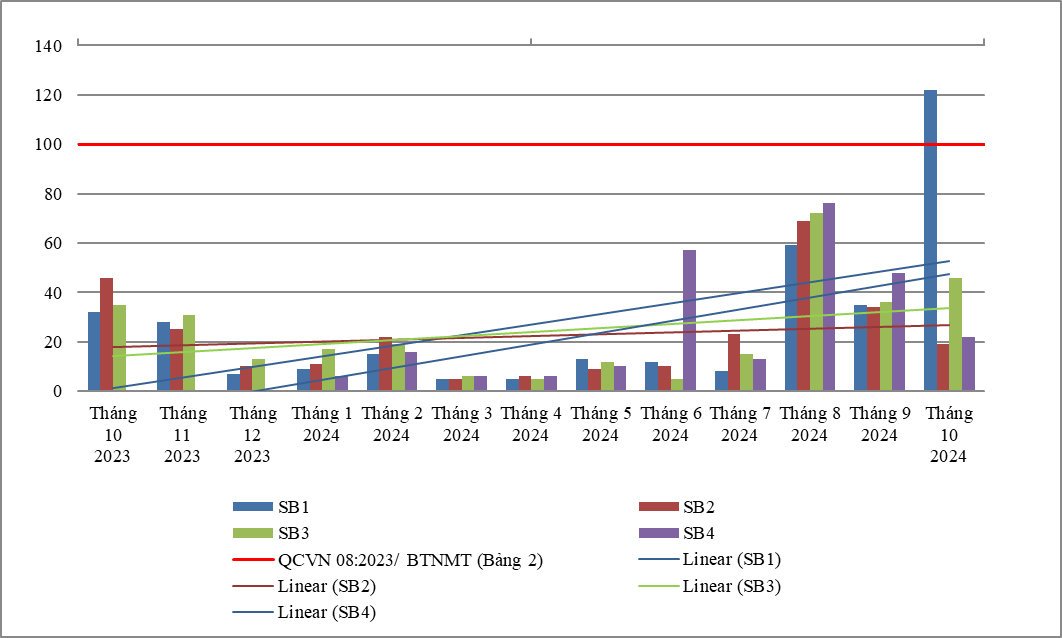 140
120
100
80
60
40
20
0
Tháng 10 2023
Tháng 11 2023
Tháng 12 2023
Tháng 1 2024
Tháng 2 2024
Tháng 3 2024
Tháng 4 2024
Tháng 5 2024
Tháng 6 2024
Tháng 7 2024
Tháng 8 2024
Tháng 9 2024
Tháng 10 2024
SB1
SB2
SB3
SB4
QCVN 08:2023/ BTNMT (Bảng 2)
Linear (SB1)
Linear (SB2)
Linear (SB3)
Linear (SB4)